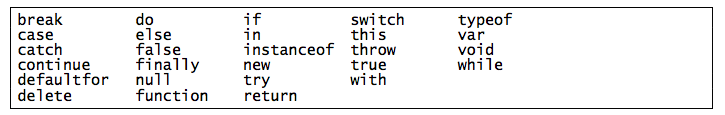 break do if switch typeof
case else in this var
catch false instanceof throw void
continue finally new true while
defaultfor null try with
delete function return